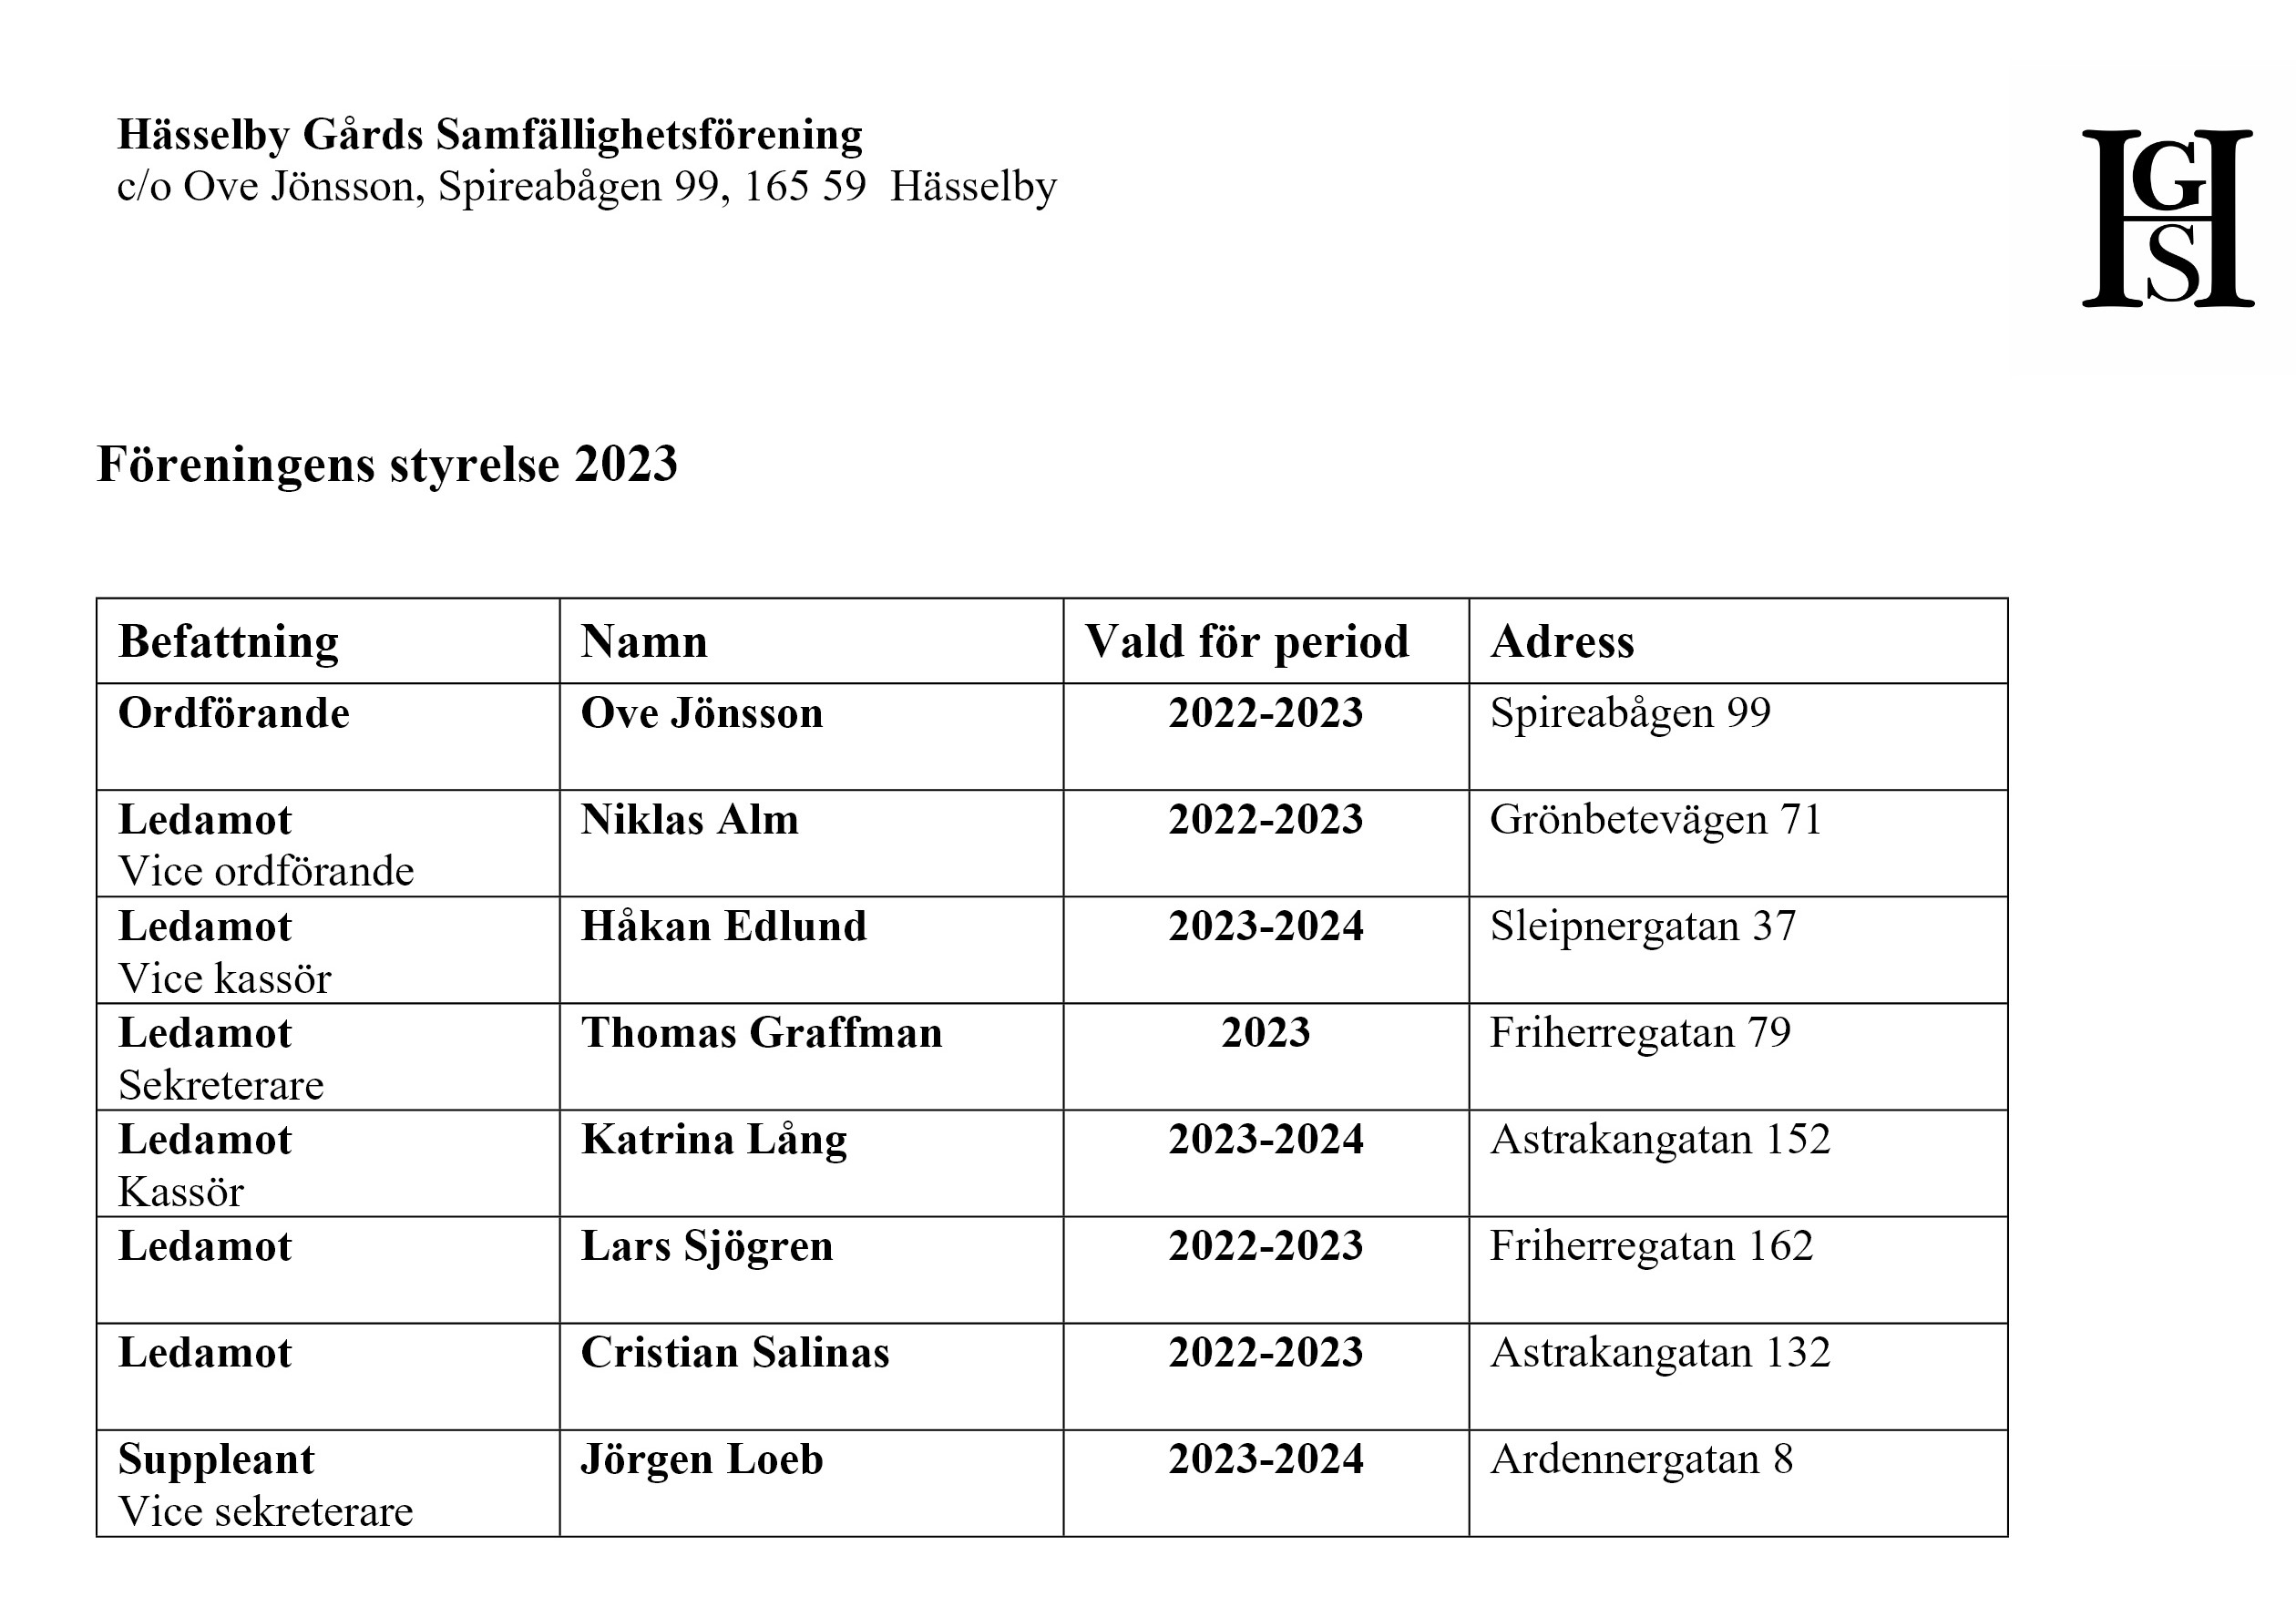 Hässelby Gårds Samfällighetsförening
c/o Ove Jönsson, Spireabågen 99, 165 59 Hässelby
HGS
Föreningens styrelse 2023
Befattning Namn Vald för period Adress
Ordförande Ove Jönsson 2022-2023 Spireabågen 99
Ledamot Niklas Alm 2022-2023 Grönbetevägen 71
Vice ordförande
Ledamot Håkan Edlund 2023-2024 Sleipnergatan 37
Vice kassör
Ledamot Thomas Graffman 2023 Friherregatan 79
Sekreterare
Ledamot Katrina Lång 2023-2024 Astrakangatan 152
Kassör
Ledamot Lars Sjögren 2022-2023 Friherregatan 162
Ledamot Cristian Salinas 2022-2023 Astrakangatan 132
Suppleant Jörgen Loeb 2023-2024 Ardennergatan 8
Vice sekreterare